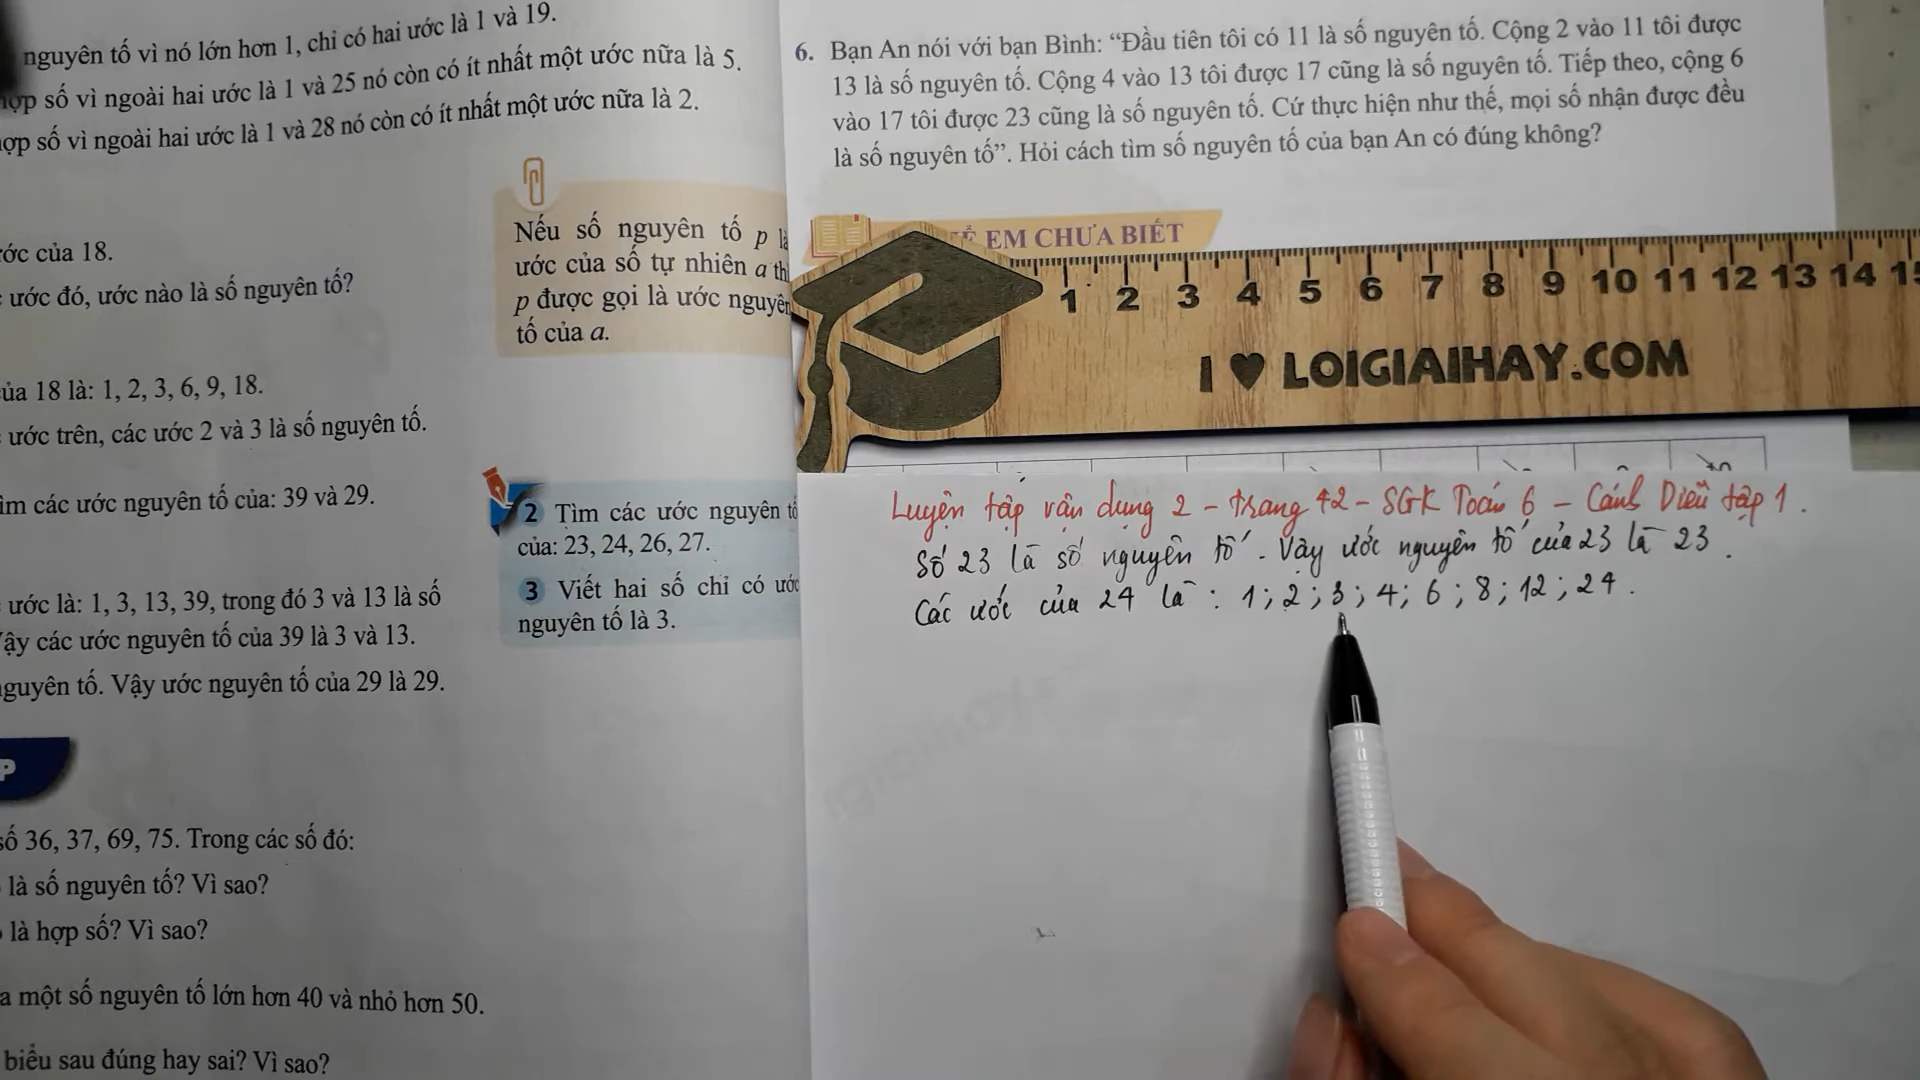 nguyên tố vì nó lớn hơn 1, chỉ có hai ước là 1 và 19.
hợp số vì ngoài hai ước là 1 và 25 nó còn có ít nhất một ước nữa là 5.
hợp số vì ngoài hai ước là 1 và 28 nó còn có ít nhất một ước nữa là 2.
ước của 18.
ước đó, ước nào là số nguyên tố?
của 18 là: 1, 2, 3, 6, 9, 18.
ước trên, các ước 2 và 3 là số nguyên tố.
các ước nguyên tố của: 39 và 29.
ước là: 1, 3, 13, 39, trong đó 3 và 13 là số
Vậy các ước nguyên tố của 39 là 3 và 13.
nguyên tố. Vậy ước nguyên tố của 29 là 29.
P
số 36, 37, 69, 75. Trong các số đó:
là số nguyên tố? Vì sao?
là hợp số? Vì sao?
một số nguyên tố lớn hơn 40 và nhỏ hơn 50.
biểu sau đúng hay sai? Vì sao?
Nếu số nguyên tố p là
ước của số tự nhiên a th
p được gọi là ước nguyên
tố của a.
2 Tìm các ước nguyên tố
của: 23, 24, 26, 27.
3 Viết hai số chỉ có ước
nguyên tố là 3.
6. Bạn An nói với bạn Bình: “Đầu tiên tôi có 11 là số nguyên tố. Cộng 2 vào 11 tôi được
13 là số nguyên tố. Cộng 4 vào 13 tôi được 17 cũng là số nguyên tố. Tiếp theo, cộng 6
vào 17 tôi được 23 cũng là số nguyên tố. Cứ thực hiện như thế, mọi số nhận được đều
là số nguyên tố”. Hỏi cách tìm số nguyên tố của bạn An có đúng không?
EM CHƯA BIẾT
1 2 3 4 5 6 7 8 9 10 11 12 13 14 15
I ♥ LOIGIAIHAY.COM
Luyện tập vận dụng 2 - trang 42 - SGK Toán 6 - Cánh Diều tập 1.
Số 23 là số nguyên tố. Vậy ước nguyên tố của 23 là 23.
Các ước của 24 là: 1; 2; 3; 4; 6; 8; 12; 24.